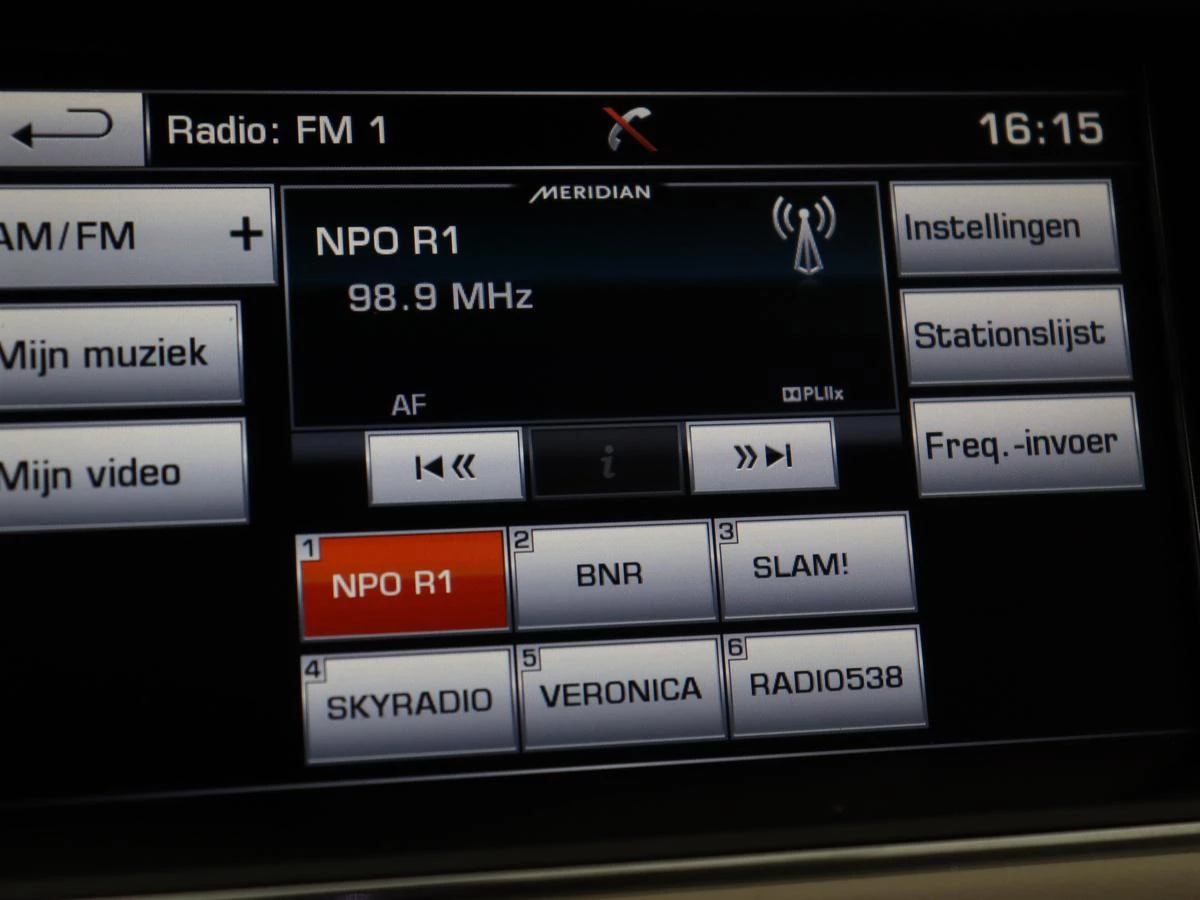 Radio: FM 1
16:15
AM/FM +
MERIDIAN
NPO R1
98.9 MHz
AF
PLIIx
Instellingen
Mijn muziek
Stationslijst
Mijn video
i
Freq.-invoer
1 NPO R1
2 BNR
3 SLAM!
4 SKYRADIO
5 VERONICA
6 RADIO538